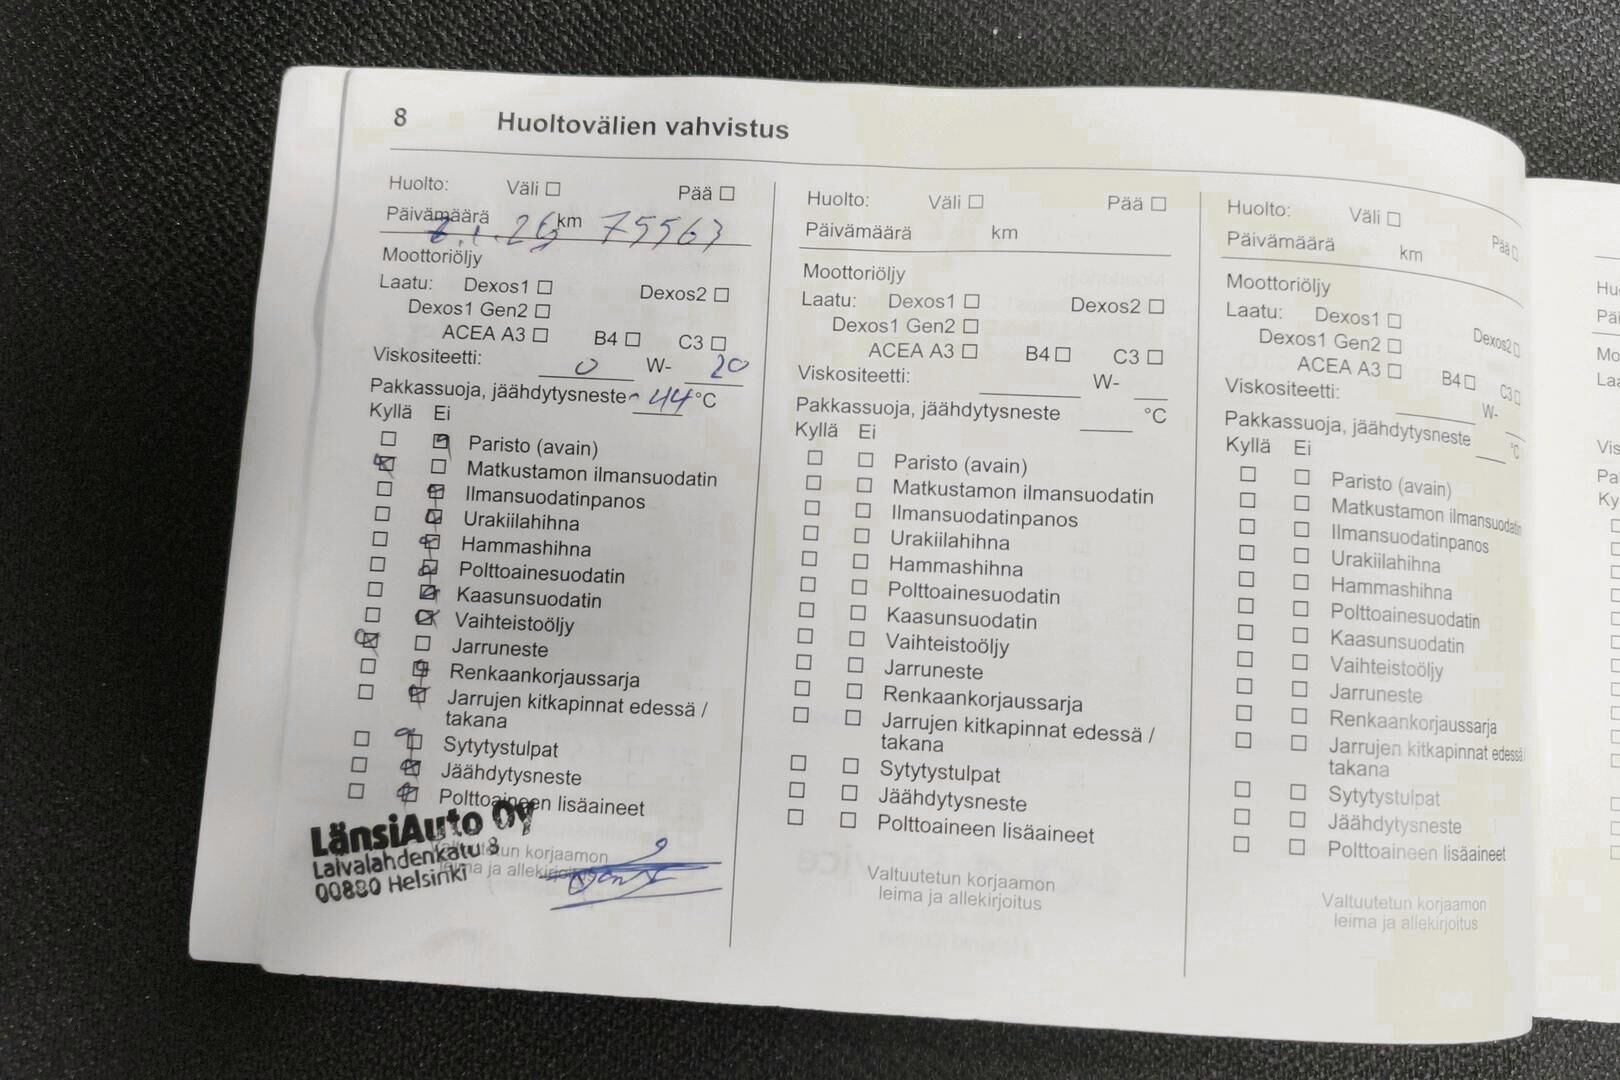 8 Huoltovälien vahvistus
Huolto: Väli ☐ Pää ☐
Päivämäärä 2.1.26 km 75563
Moottoriöljy
Laatu: Dexos1 ☐ Dexos2 ☐
Dexos1 Gen2 ☐
ACEA A3 ☐ B4 ☐ C3 ☐
Viskositeetti: 0 W- 20
Pakkassuoja, jäähdytysneste -44 °C
Kyllä Ei
☐ ☒ Paristo (avain)
☒ ☐ Matkustamon ilmansuodatin
☐ ☒ Ilmansuodatinpanos
☐ ☒ Urakiilahihna
☐ ☒ Hammashihna
☐ ☒ Polttoainesuodatin
☐ ☒ Kaasunsuodatin
☐ ☒ Vaihteistoöljy
☒ ☐ Jarruneste
☐ ☒ Renkaankorjaussarja
☐ ☒ Jarrujen kitkapinnat edessä /
takana
☐ ☒ Sytytystulpat
☐ ☒ Jäähdytysneste
☐ ☒ Polttoaineen lisäaineet
LänsiAuto Oy
Laivalahdenkatu 8
00880 Helsinki
Valtuutetun korjaamon
leima ja allekirjoitus
Huolto: Väli ☐ Pää ☐
Päivämäärä km
Moottoriöljy
Laatu: Dexos1 ☐ Dexos2 ☐
Dexos1 Gen2 ☐
ACEA A3 ☐ B4 ☐ C3 ☐
Viskositeetti: W-
Pakkassuoja, jäähdytysneste °C
Kyllä Ei
☐ ☐ Paristo (avain)
☐ ☐ Matkustamon ilmansuodatin
☐ ☐ Ilmansuodatinpanos
☐ ☐ Urakiilahihna
☐ ☐ Hammashihna
☐ ☐ Polttoainesuodatin
☐ ☐ Kaasunsuodatin
☐ ☐ Vaihteistoöljy
☐ ☐ Jarruneste
☐ ☐ Renkaankorjaussarja
☐ ☐ Jarrujen kitkapinnat edessä /
takana
☐ ☐ Sytytystulpat
☐ ☐ Jäähdytysneste
☐ ☐ Polttoaineen lisäaineet
Valtuutetun korjaamon
leima ja allekirjoitus
Huolto: Väli ☐ Pää ☐
Päivämäärä km
Moottoriöljy
Laatu: Dexos1 ☐ Dexos2 ☐
Dexos1 Gen2 ☐
ACEA A3 ☐ B4 ☐ C3 ☐
Viskositeetti: W-
Pakkassuoja, jäähdytysneste °C
Kyllä Ei
☐ ☐ Paristo (avain)
☐ ☐ Matkustamon ilmansuodatin
☐ ☐ Ilmansuodatinpanos
☐ ☐ Urakiilahihna
☐ ☐ Hammashihna
☐ ☐ Polttoainesuodatin
☐ ☐ Kaasunsuodatin
☐ ☐ Vaihteistoöljy
☐ ☐ Jarruneste
☐ ☐ Renkaankorjaussarja
☐ ☐ Jarrujen kitkapinnat edessä
takana
☐ ☐ Sytytystulpat
☐ ☐ Jäähdytysneste
☐ ☐ Polttoaineen lisäaineet
Valtuutetun korjaamon
leima ja allekirjoitus